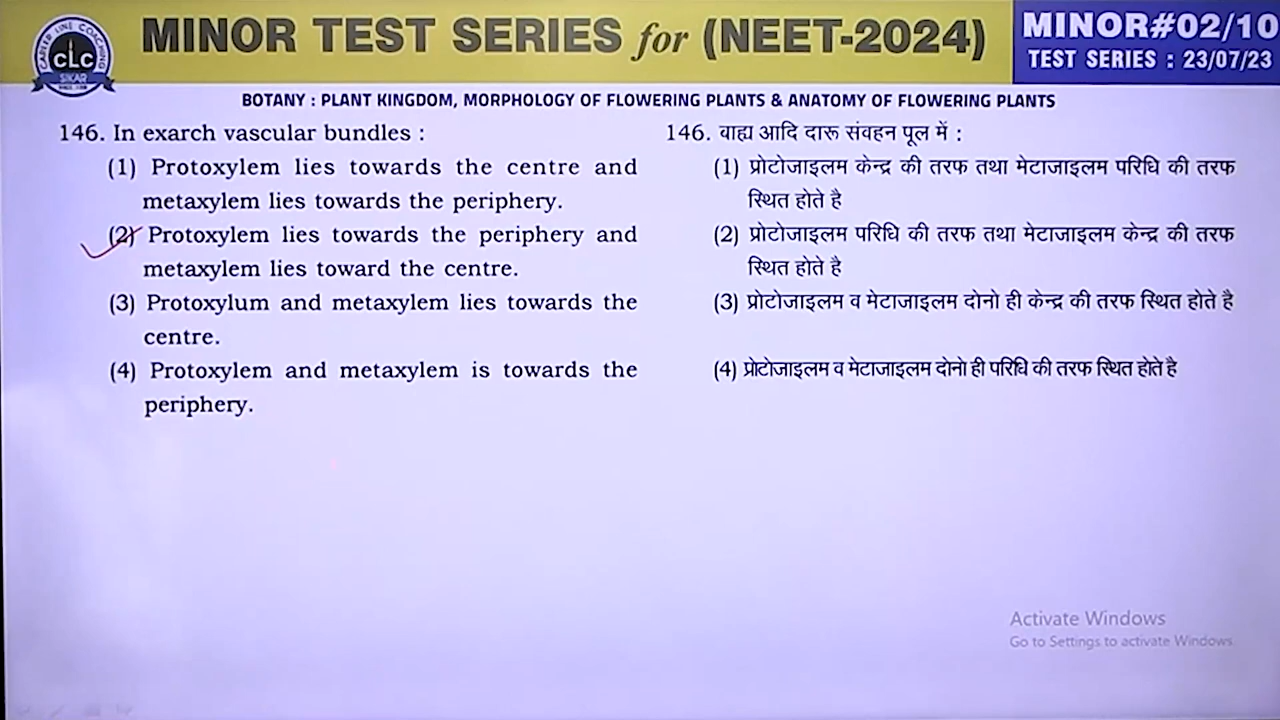 MINOR TEST SERIES for (NEET-2024)
MINOR#02/10
TEST SERIES : 23/07/23
CAREER LINE COACHING
CLC
SIKAR
BOTANY : PLANT KINGDOM, MORPHOLOGY OF FLOWERING PLANTS & ANATOMY OF FLOWERING PLANTS
146. In exarch vascular bundles :
(1) Protoxylem lies towards the centre and
metaxylem lies towards the periphery.
(2) Protoxylem lies towards the periphery and
metaxylem lies toward the centre.
(3) Protoxylum and metaxylem lies towards the
centre.
(4) Protoxylem and metaxylem is towards the
periphery.
146. वाह्य आदि दारू संवहन पूल में :
(1) प्रोटोजाइलम केन्द्र की तरफ तथा मेटाजाइलम परिधि की तरफ
स्थित होते है
(2) प्रोटोजाइलम परिधि की तरफ तथा मेटाजाइलम केन्द्र की तरफ
स्थित होते है
(3) प्रोटोजाइलम व मेटाजाइलम दोनो ही केन्द्र की तरफ स्थित होते है
(4) प्रोटोजाइलम व मेटाजाइलम दोनो ही परिधि की तरफ स्थित होते है
Activate Windows
Go to Settings to activate Windows